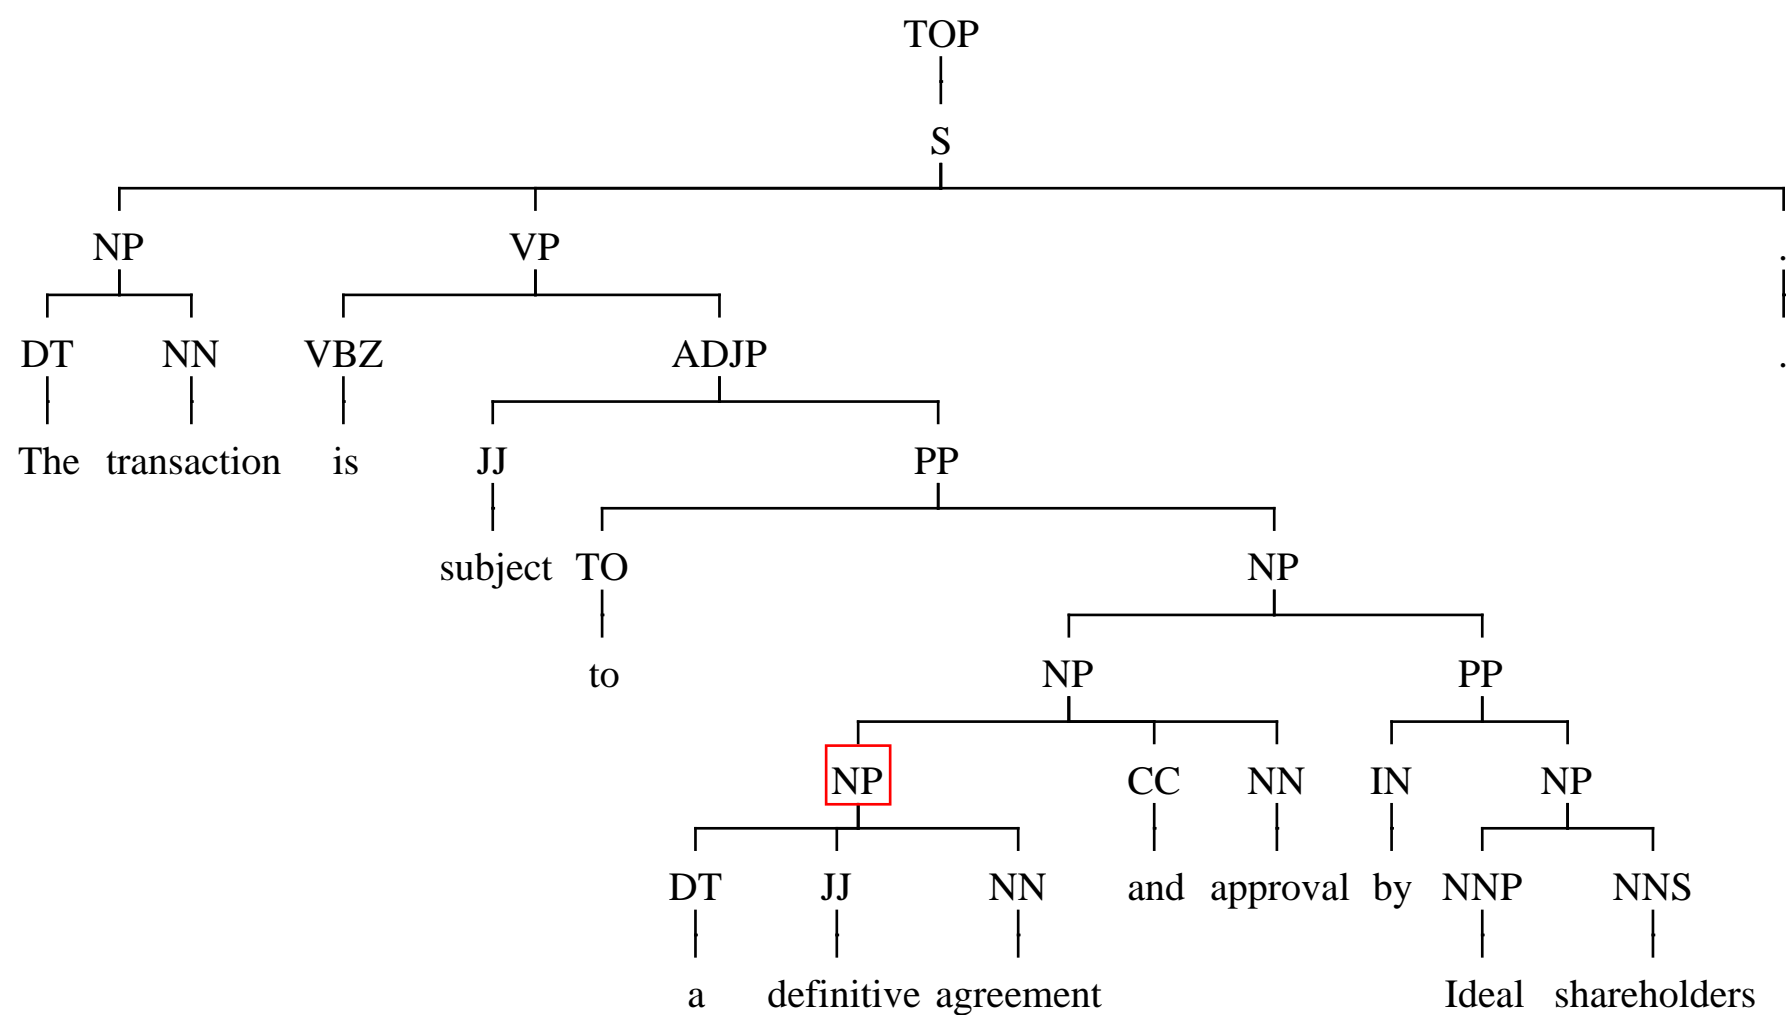 TOP
S
NP VP .
DT NN VBZ ADJP .
The transaction is JJ PP
subject TO NP
to NP PP
NP CC NN IN NP
DT JJ NN and approval by NNP NNS
a definitive agreement Ideal shareholders